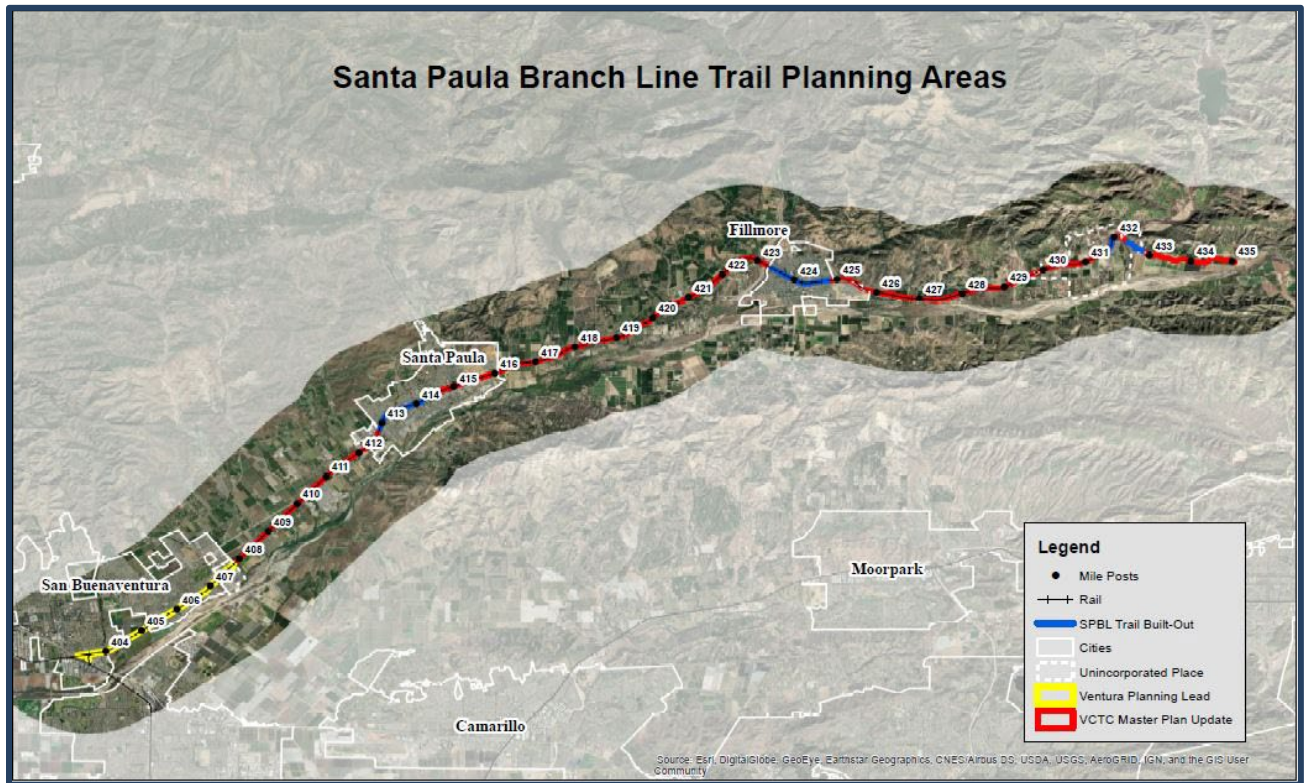 Santa Paula Branch Line Trail Planning Areas
Fillmore
432
433
434
435
431
430
429
428
427
426
425
424
423
422
421
420
419
418
417
416
Santa Paula
415
414
413
412
411
410
409
408
407
San Buenaventura
406
405
404
Moorpark
Camarillo
Legend
Mile Posts
Rail
SPBL Trail Built-Out
Cities
Unincorporated Place
Ventura Planning Lead
VCTC Master Plan Update
Source: Esri, DigitalGlobe, GeoEye, Earthstar Geographics, CNES/Airbus DS, USDA, USGS, AeroGRID, IGN, and the GIS User
Community